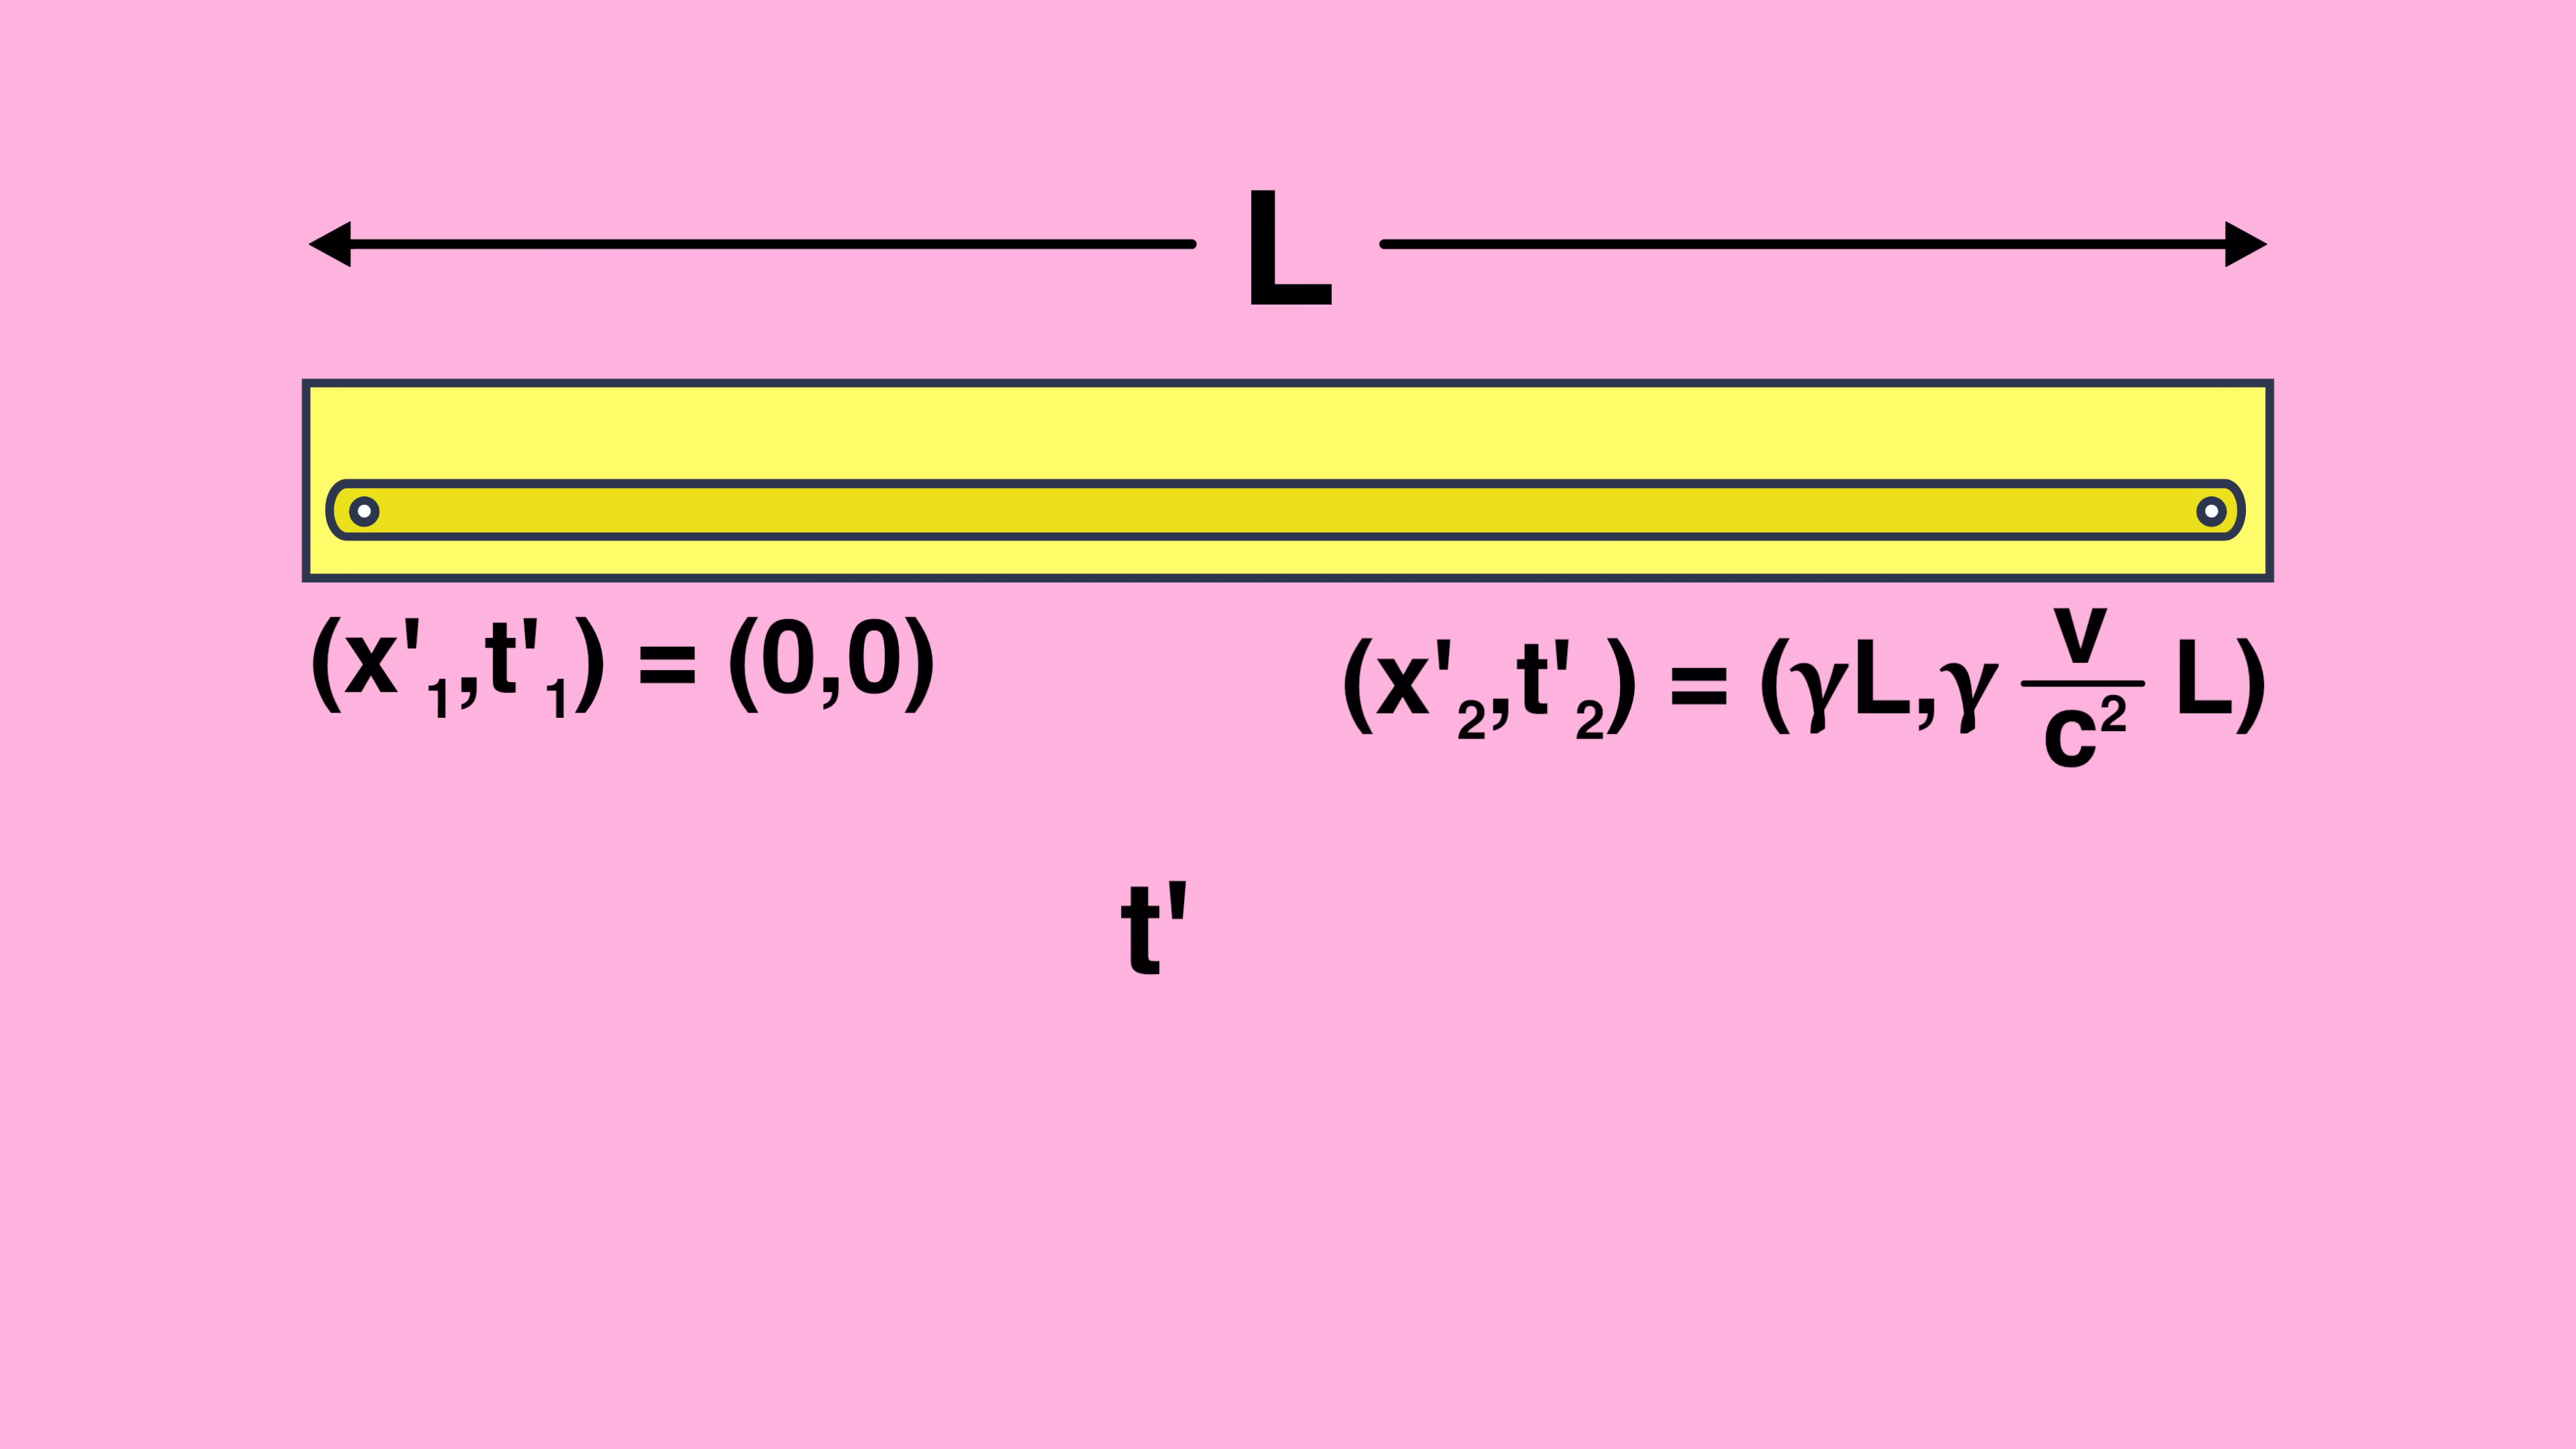 L
(x'₁,t'₁) = (0,0)
(x'₂,t'₂) = (γL,γ v/c² L)
t'